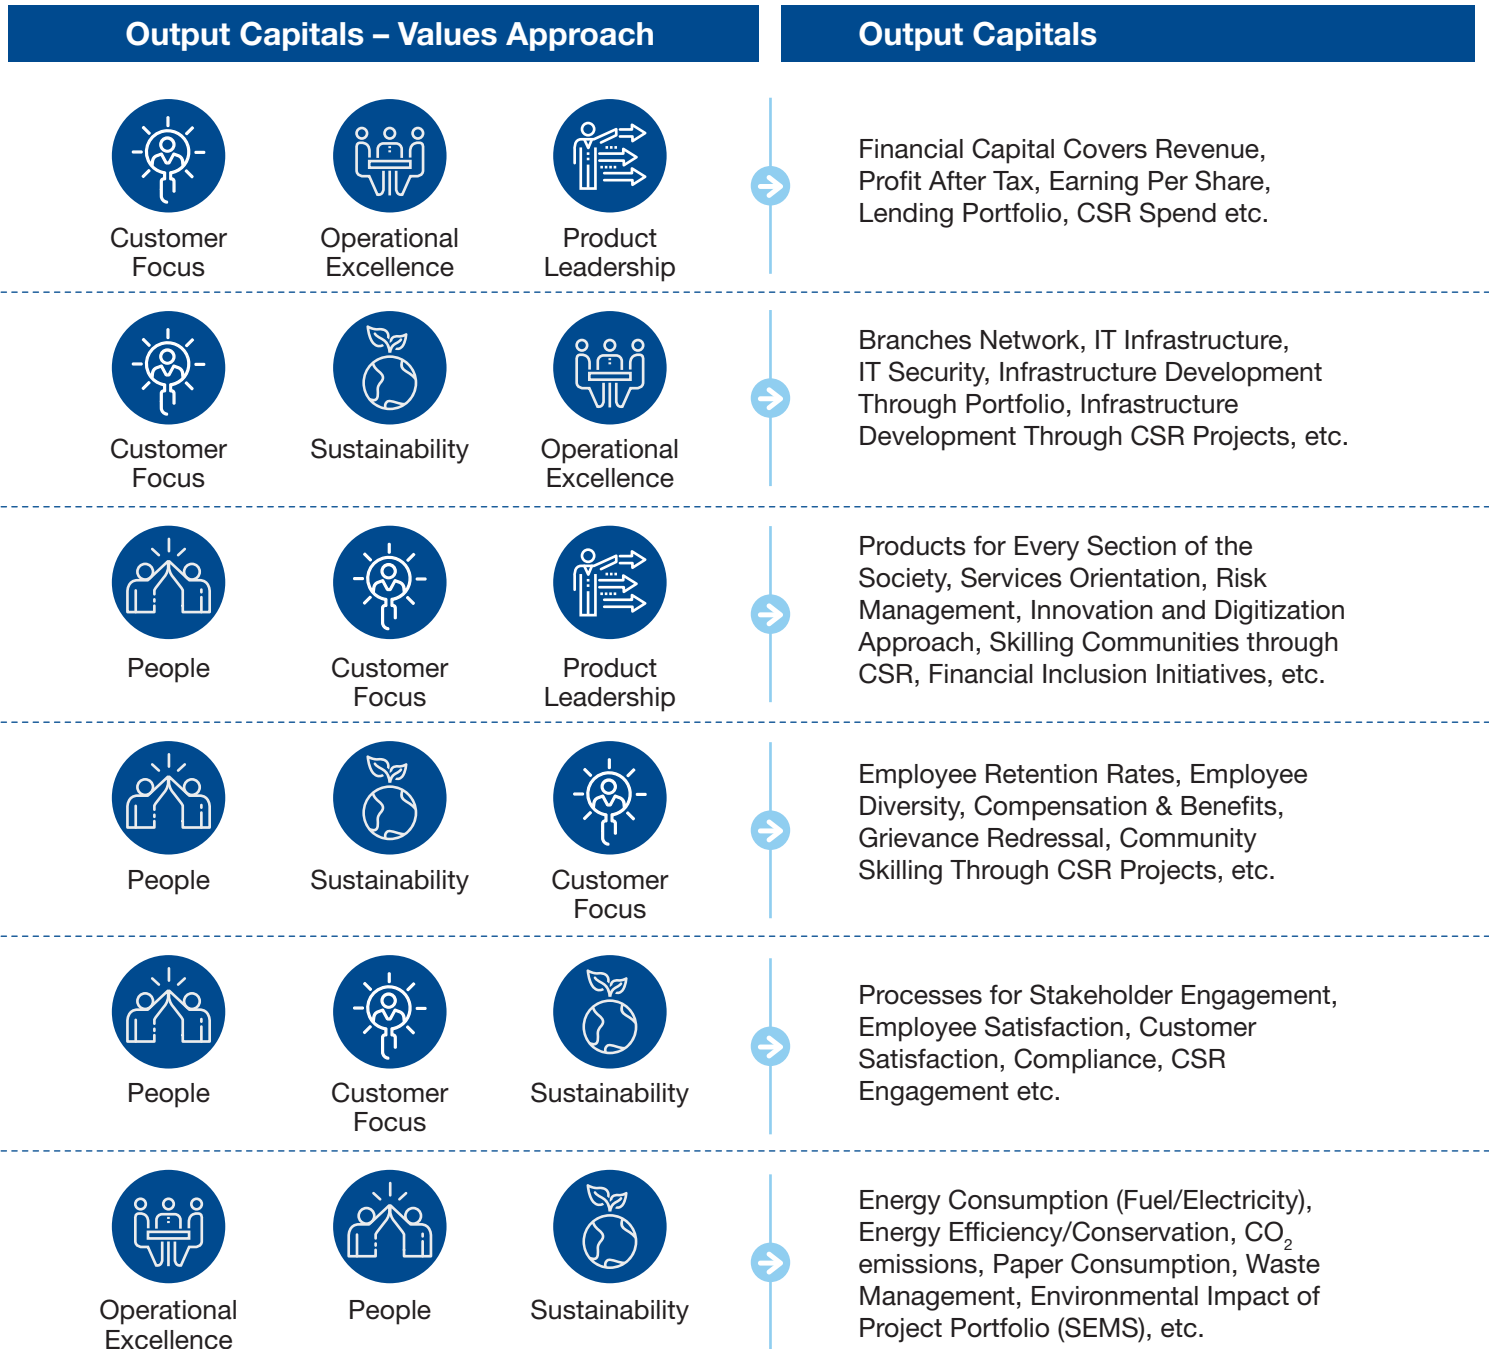 Output Capitals – Values Approach
Output Capitals
Customer
Focus
Operational
Excellence
Product
Leadership
Financial Capital Covers Revenue,
Profit After Tax, Earning Per Share,
Lending Portfolio, CSR Spend etc.
Customer
Focus
Sustainability
Operational
Excellence
Branches Network, IT Infrastructure,
IT Security, Infrastructure Development
Through Portfolio, Infrastructure
Development Through CSR Projects, etc.
People
Customer
Focus
Product
Leadership
Products for Every Section of the
Society, Services Orientation, Risk
Management, Innovation and Digitization
Approach, Skilling Communities through
CSR, Financial Inclusion Initiatives, etc.
People
Sustainability
Customer
Focus
Employee Retention Rates, Employee
Diversity, Compensation & Benefits,
Grievance Redressal, Community
Skilling Through CSR Projects, etc.
People
Customer
Focus
Sustainability
Processes for Stakeholder Engagement,
Employee Satisfaction, Customer
Satisfaction, Compliance, CSR
Engagement etc.
Operational
Excellence
People
Sustainability
Energy Consumption (Fuel/Electricity),
Energy Efficiency/Conservation, CO₂
emissions, Paper Consumption, Waste
Management, Environmental Impact of
Project Portfolio (SEMS), etc.